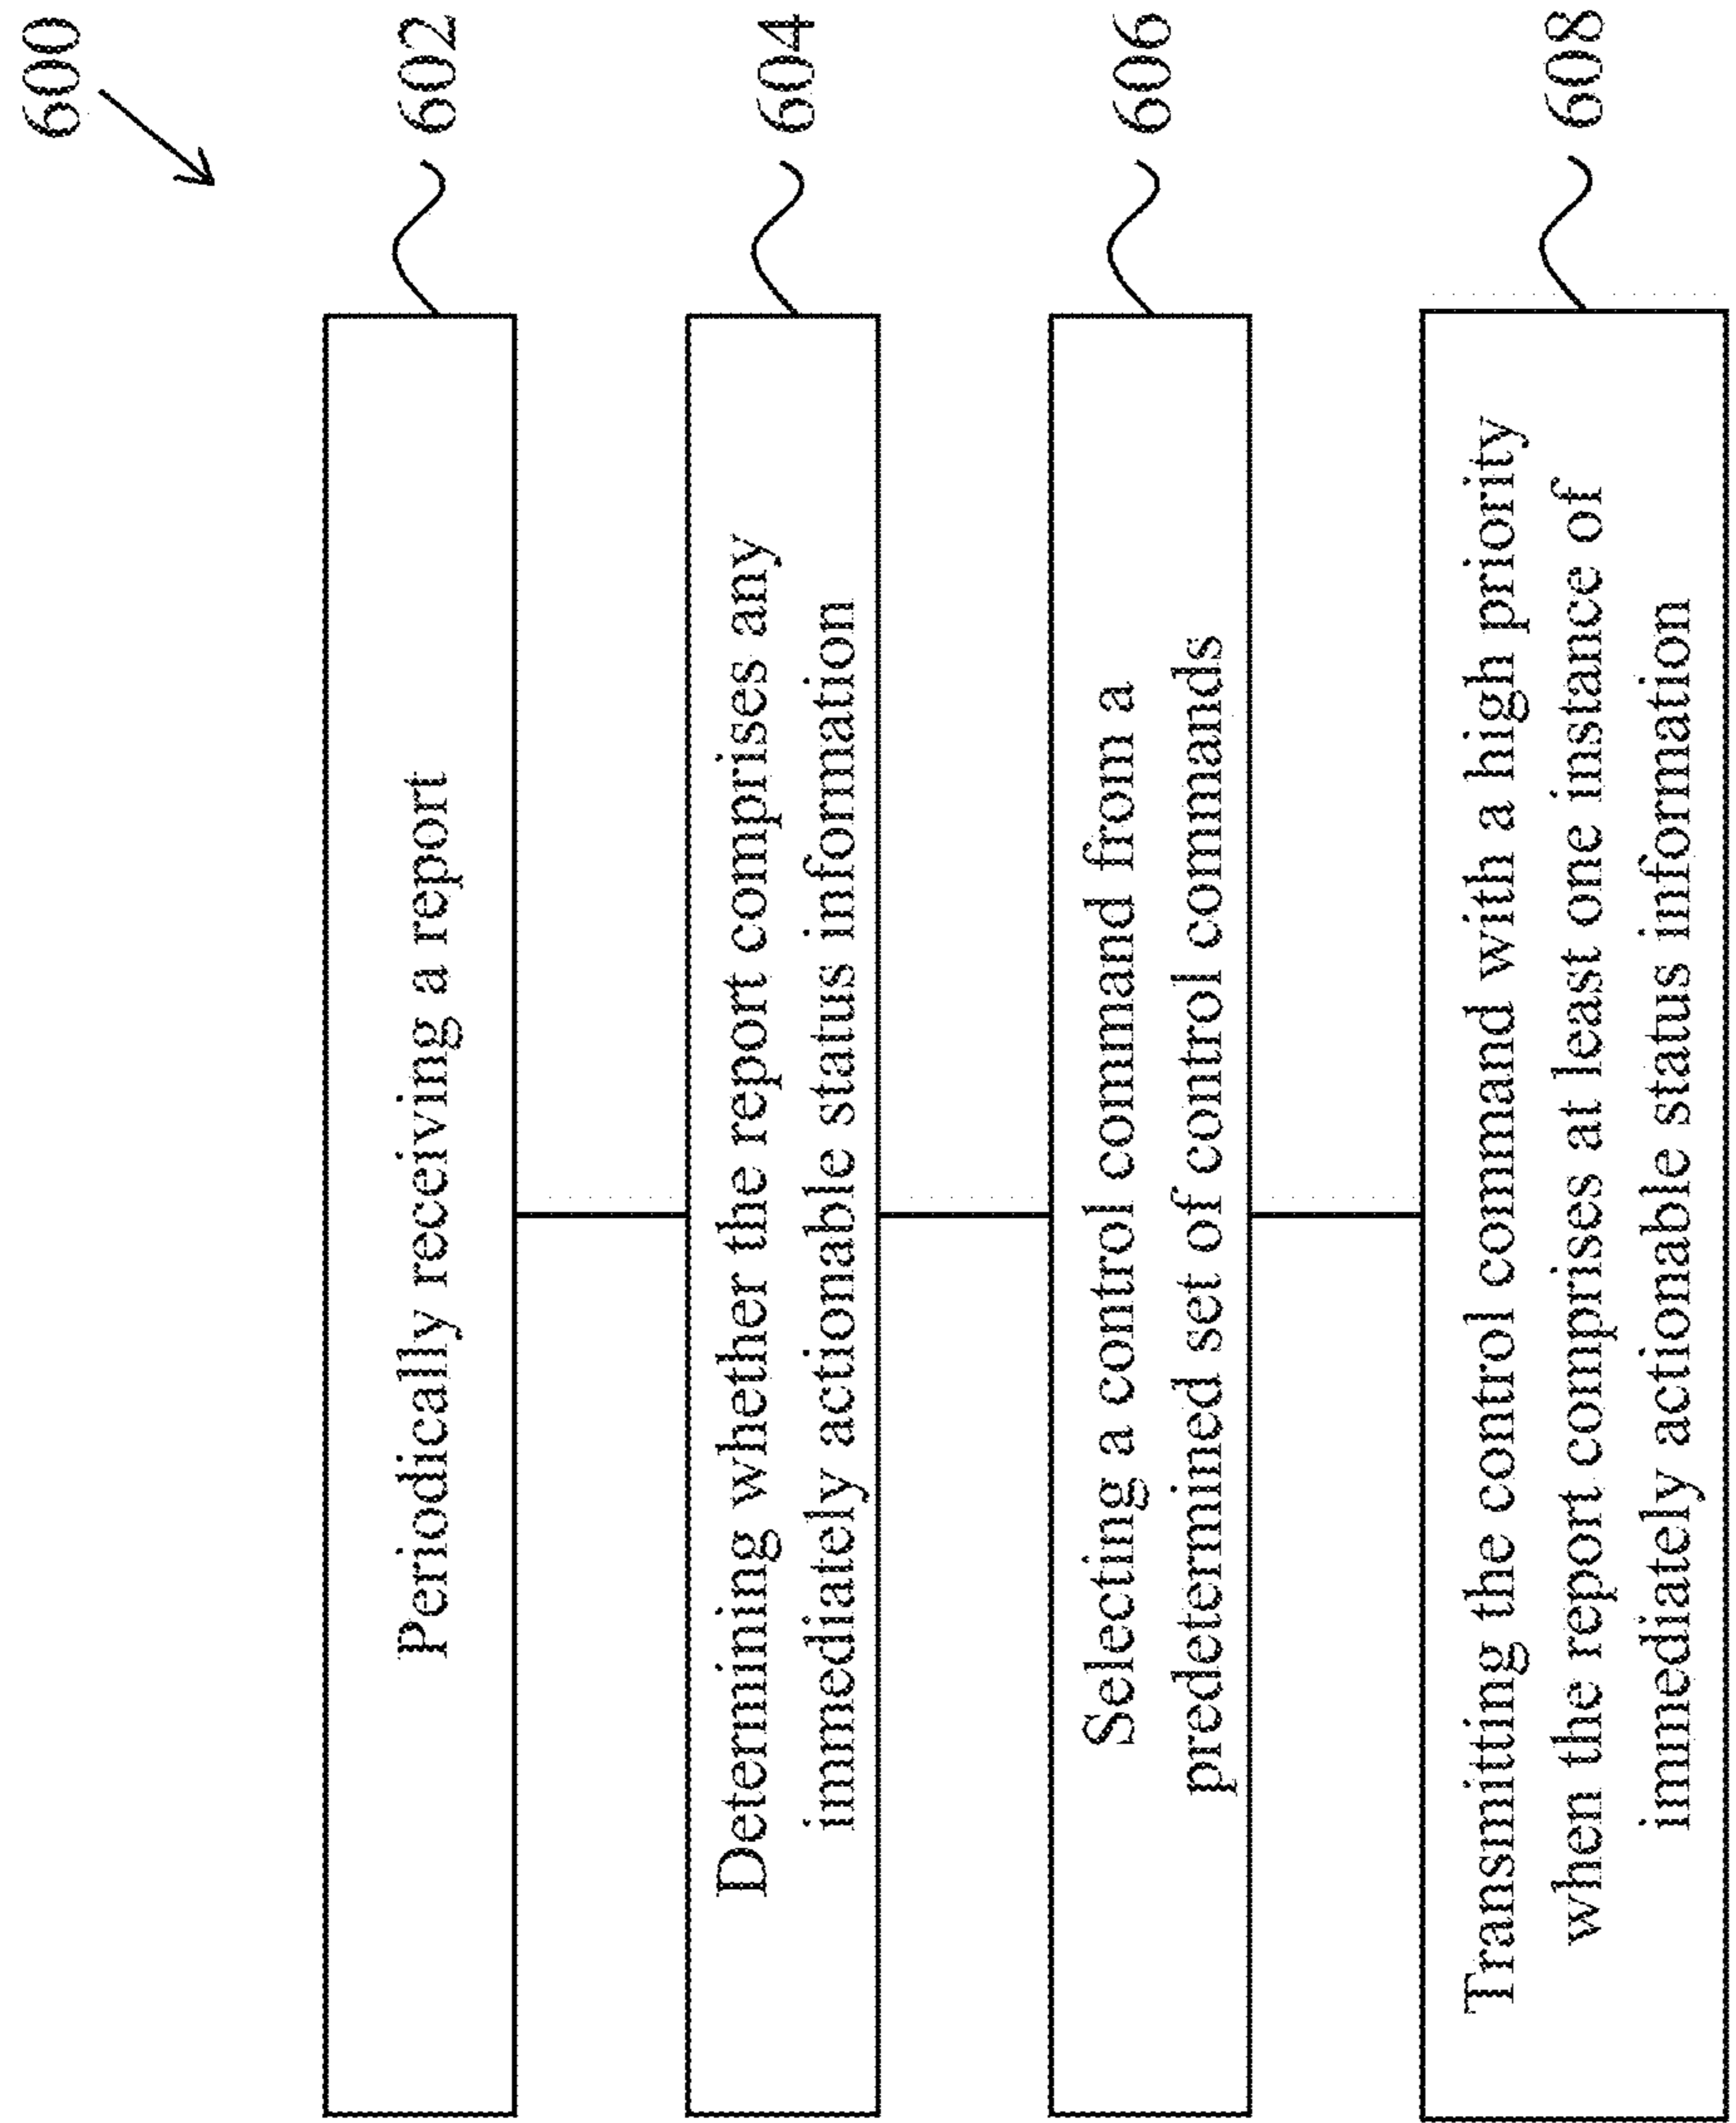 600
Periodically receiving a report
602
Determining whether the report comprises any
immediately actionable status information
604
Selecting a control command from a
predetermined set of control commands
606
Transmitting the control command with a high priority
when the report comprises at least one instance of
immediately actionable status information
608